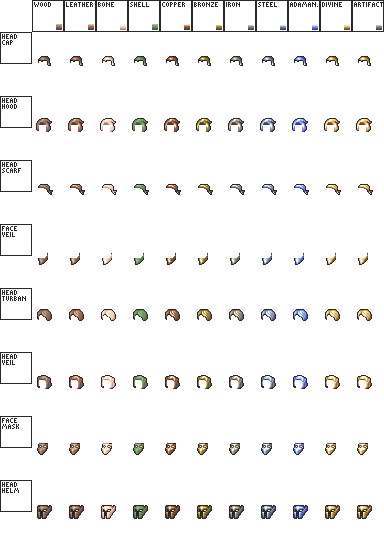 WOOD LEATHER BONE SHELL COPPER BRONZE IRON STEEL ADAMAN. DIVINE ARTIFACT
HEAD
CAP
HEAD
HOOD
HEAD
SCARF
FACE
VEIL
HEAD
TURBAN
HEAD
VEIL
FACE
MASK
HEAD
HELM